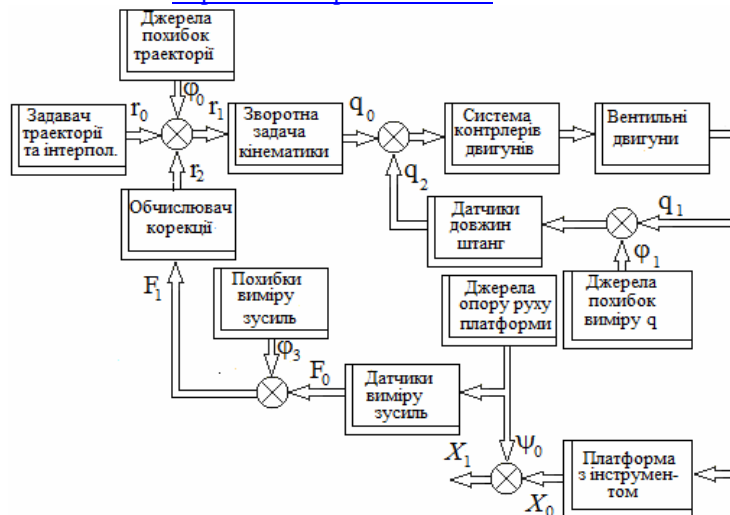 Джерела
похибок
траекторії
φ0
r0
r1
q0
Задавач
траекторії
та інтерпол.
Зворотна
задача
кінематики
Система
контрлерів
двигунів
Вентильні
двигуни
r2
q2
q1
Обчислювач
корекції
Датчики
довжин
штанг
φ1
F1
Похибки
виміру
зусиль
Джерела
опору руху
платформи
Джерела
похибок
виміру q
φ3
F0
Датчики
виміру
зусиль
ψ0
X1
X0
Платформа
з інструмен-
том